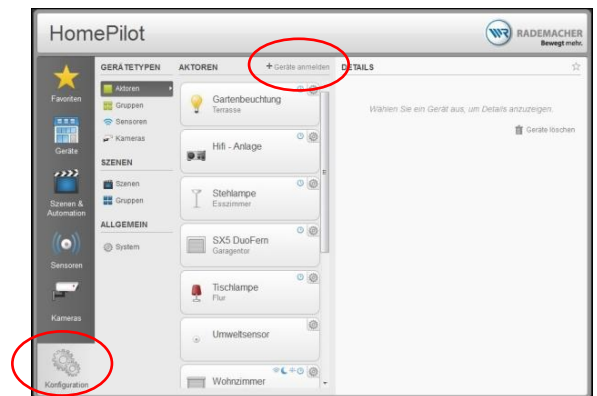 HomePilot
WR RADEMACHER
Bewegt mehr.
Favoriten
Geräte
Szenen &
Automation
Sensoren
Kameras
Konfiguration
GERÄTETYPEN
Aktoren
Gruppen
Sensoren
Kameras
SZENEN
Szenen
Gruppen
ALLGEMEIN
System
AKTOREN
+ Geräte anmelden
Gartenbeuchtung
Terrasse
Hifi - Anlage
Stehlampe
Esszimmer
SX5 DuoFern
Garagentor
Tischlampe
Flur
Umweltsensor
Wohnzimmer
DETAILS
Wählen Sie ein Gerät aus, um Details anzuzeigen.
Geräte löschen